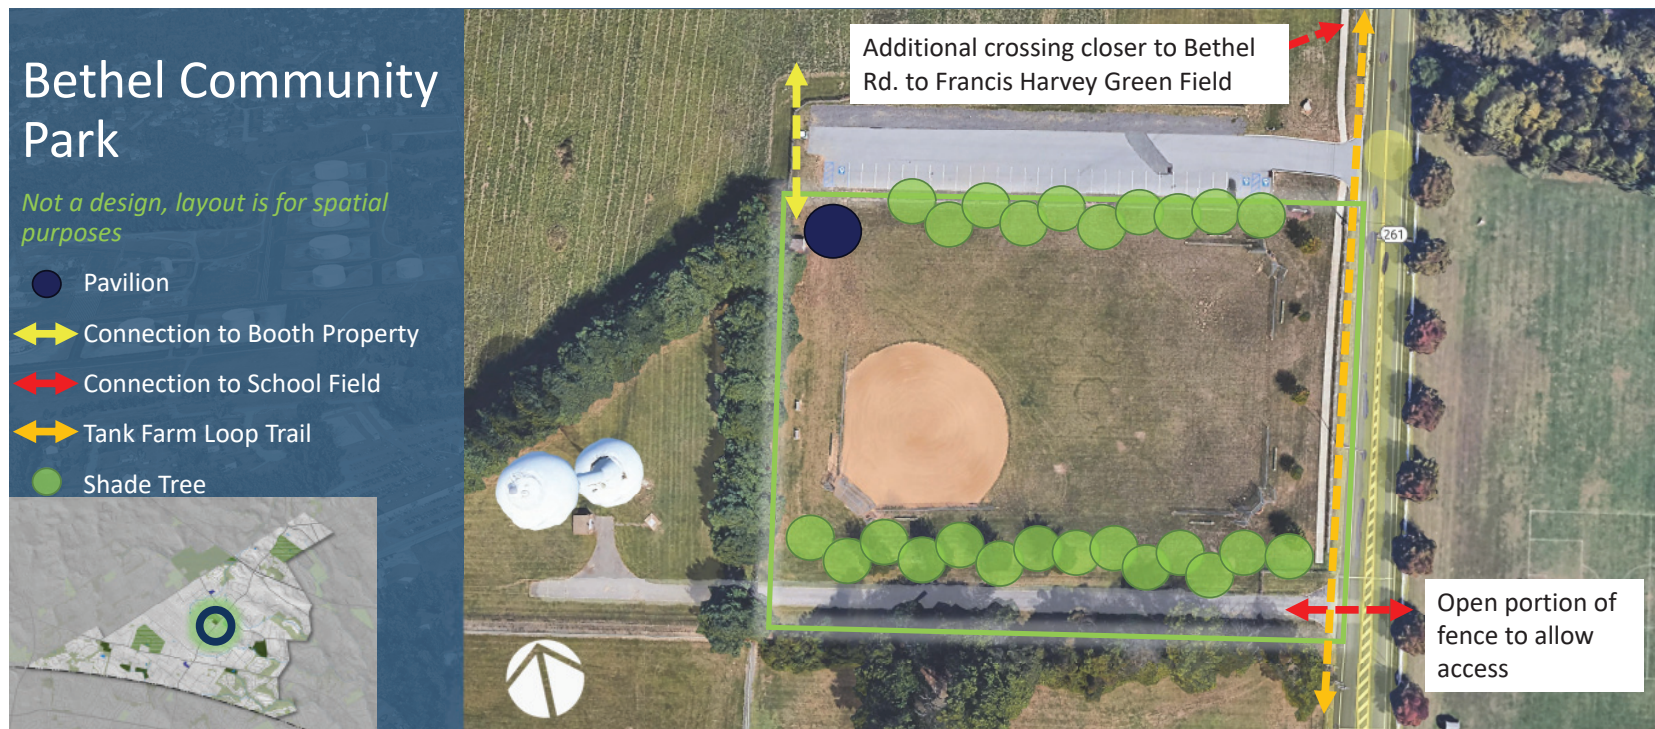 Bethel Community
Park
Not a design, layout is for spatial
purposes
Pavilion
Connection to Booth Property
Connection to School Field
Tank Farm Loop Trail
Shade Tree
Additional crossing closer to Bethel
Rd. to Francis Harvey Green Field
261
Open portion of
fence to allow
access